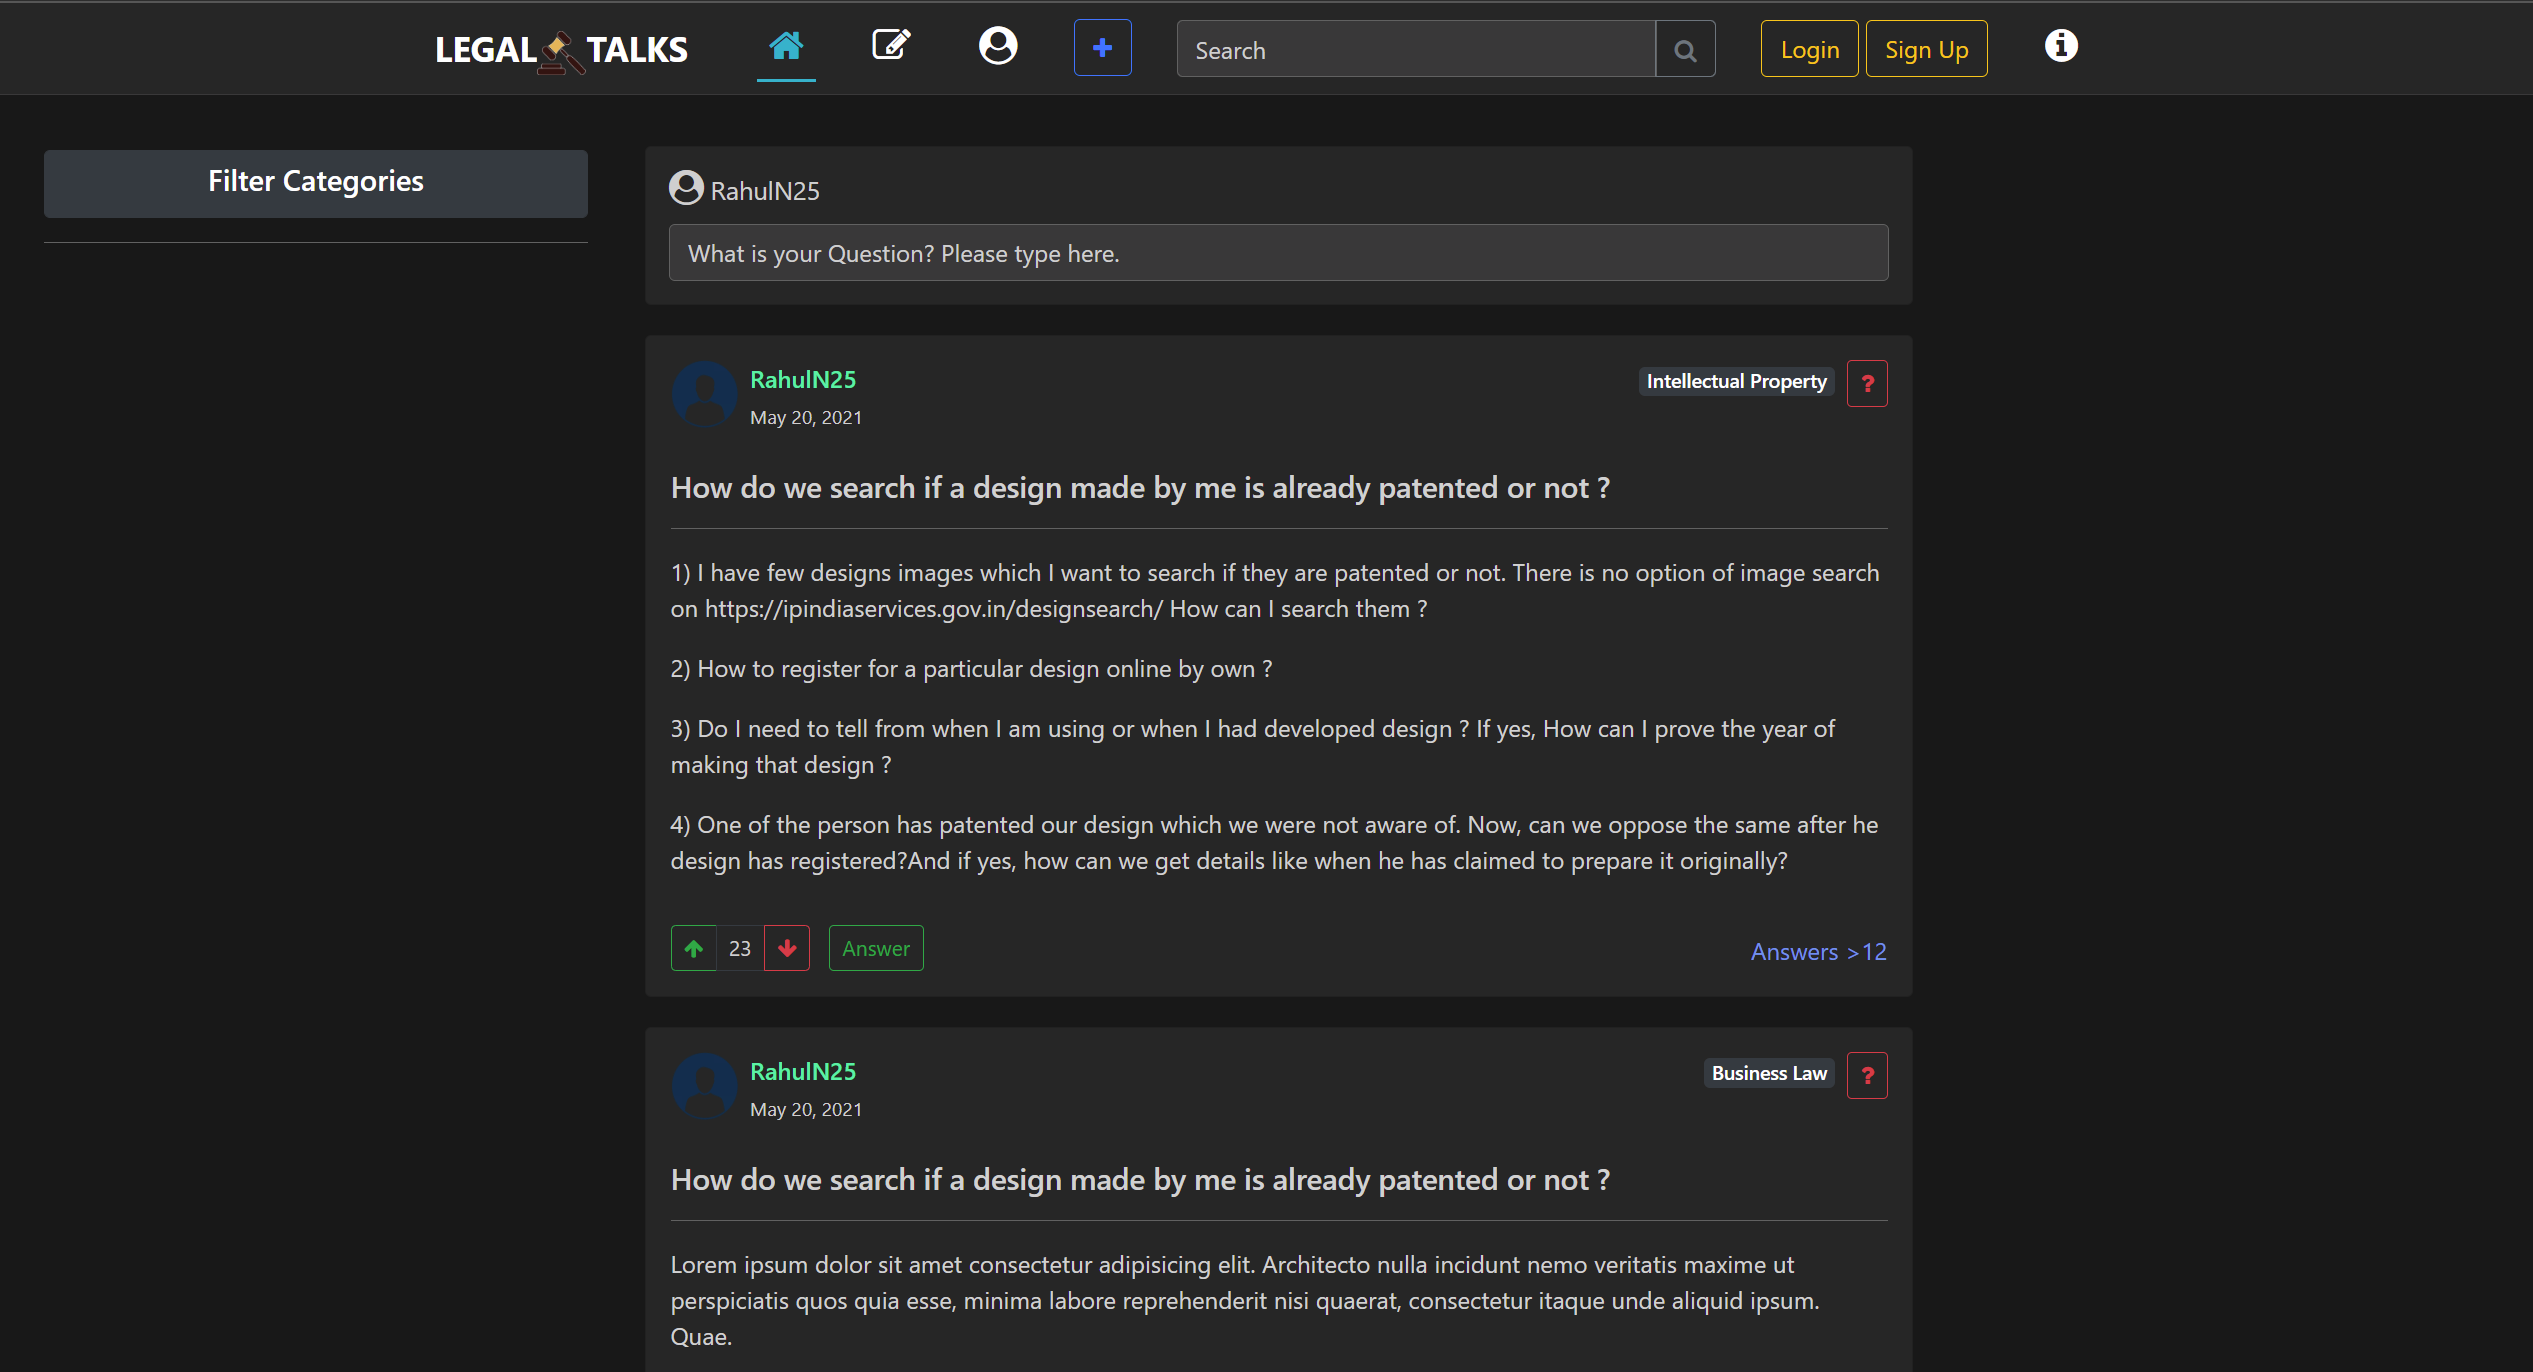 LEGAL TALKS
Search
Login
Sign Up
Filter Categories
RahulN25
What is your Question? Please type here.
RahulN25
Intellectual Property
?
May 20, 2021
How do we search if a design made by me is already patented or not ?
1) I have few designs images which I want to search if they are patented or not. There is no option of image search
on https://ipindiaservices.gov.in/designsearch/ How can I search them ?
2) How to register for a particular design online by own ?
3) Do I need to tell from when I am using or when I had developed design ? If yes, How can I prove the year of
making that design ?
4) One of the person has patented our design which we were not aware of. Now, can we oppose the same after he
design has registered?And if yes, how can we get details like when he has claimed to prepare it originally?
23
Answer
Answers >12
RahulN25
Business Law
?
May 20, 2021
How do we search if a design made by me is already patented or not ?
Lorem ipsum dolor sit amet consectetur adipisicing elit. Architecto nulla incidunt nemo veritatis maxime ut
perspiciatis quos quia esse, minima labore reprehenderit nisi quaerat, consectetur itaque unde aliquid ipsum.
Quae.